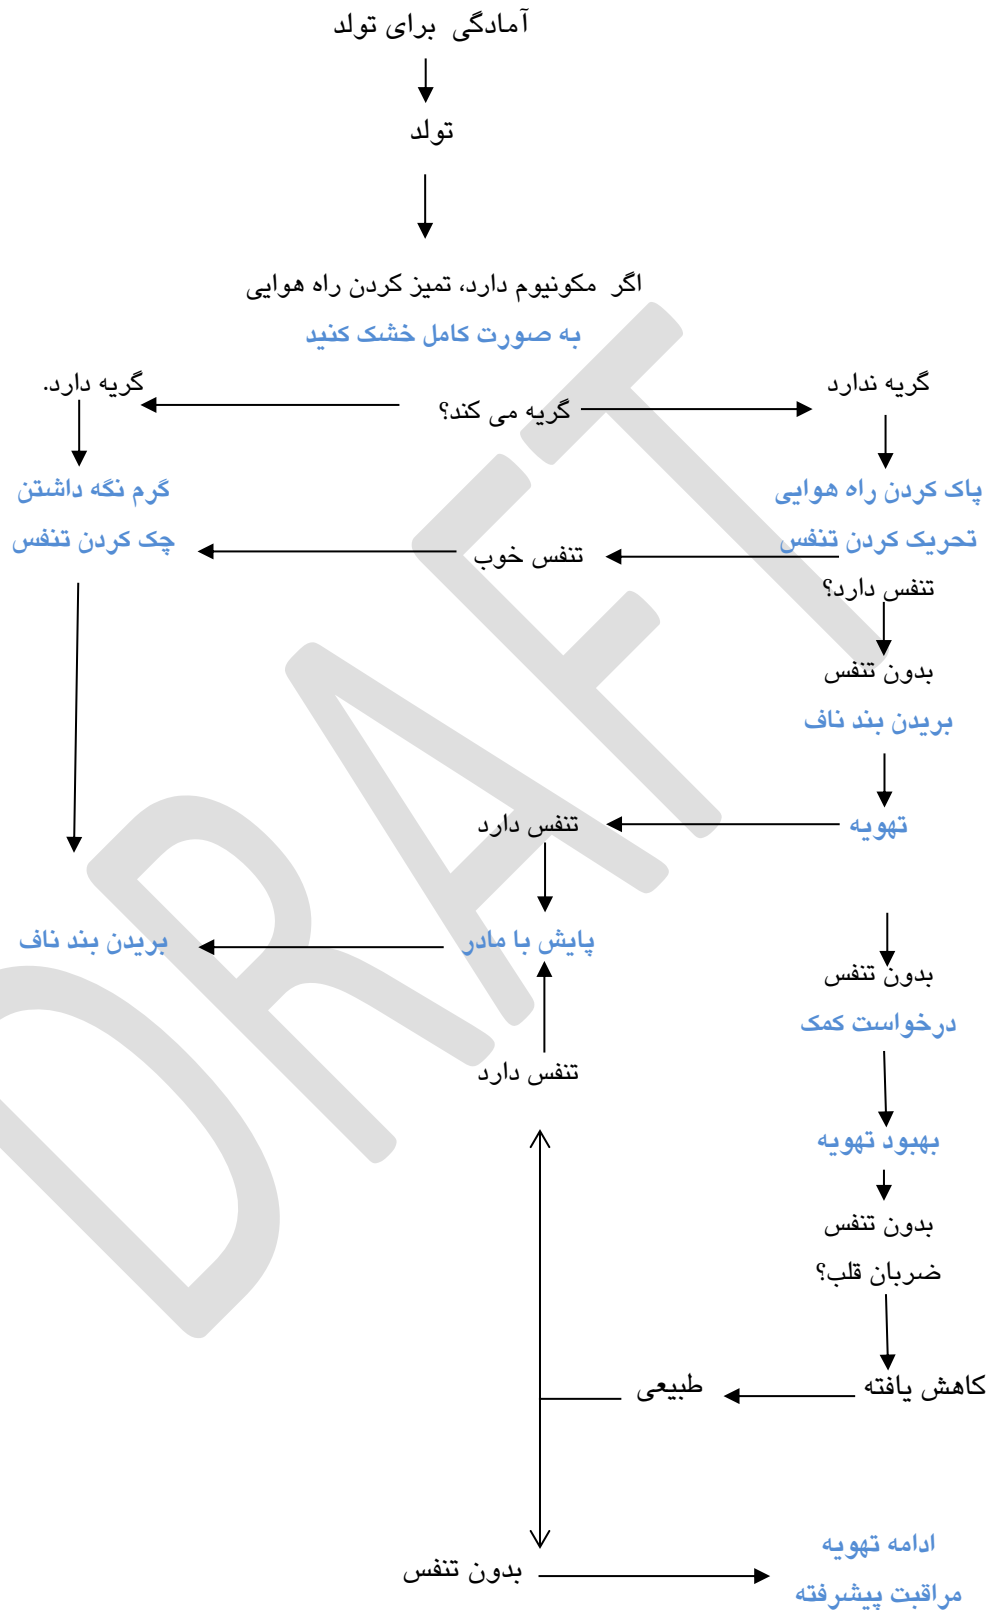 آمادگی برای تولد
تولد
اگر مکونیوم دارد، تمیز کردن راه هوایی
به صورت کامل خشک کنید
گریه ندارد
گریه می کند؟
گریه دارد.
پاک کردن راه هوایی
تحریک کردن تنفس
تنفس دارد؟
تنفس خوب
گرم نگه داشتن
چک کردن تنفس
بدون تنفس
بریدن بند ناف
تهویه
تنفس دارد
پایش با مادر
بریدن بند ناف
بدون تنفس
درخواست کمک
تنفس دارد
بهبود تهویه
بدون تنفس
ضربان قلب؟
کاهش یافته
طبیعی
بدون تنفس
ادامه تهویه
مراقبت پیشرفته
DRAFT